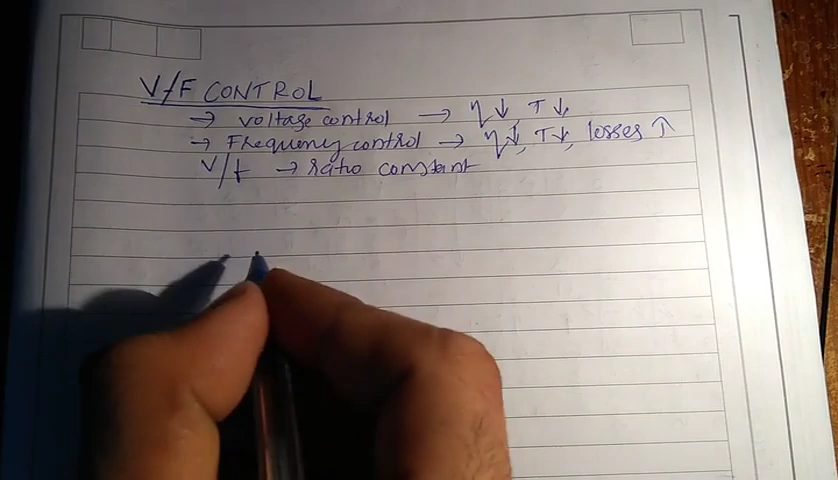 V/F CONTROL
→ voltage control → η↓, T↓,
→ Frequency control → η↓, T↓, losses ↑
V/f → ratio constant